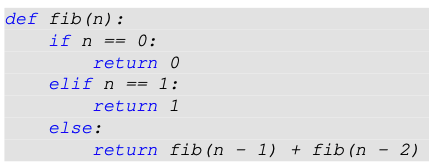 def fib(n):
    if n == 0:
        return 0
    elif n == 1:
        return 1
    else:
        return fib(n - 1) + fib(n - 2)